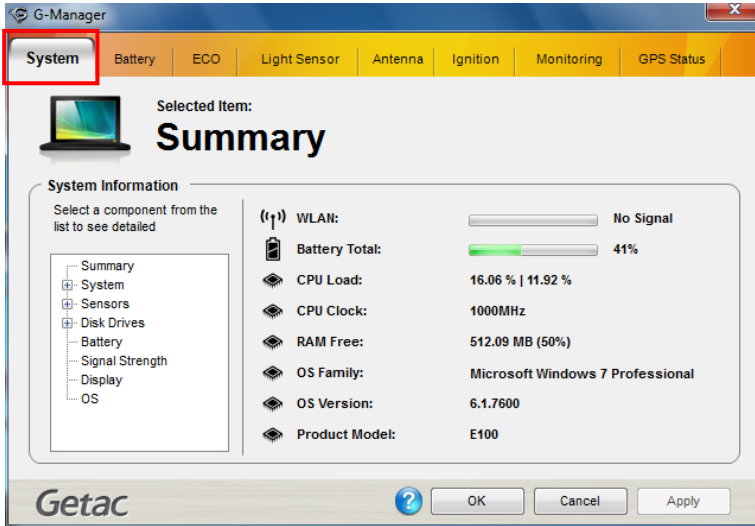 G-Manager
System Battery ECO Light Sensor Antenna Ignition Monitoring GPS Status
Selected Item:
Summary
System Information
Select a component from the
list to see detailed
Summary
System
Sensors
Disk Drives
Battery
Signal Strength
Display
OS
WLAN: No Signal
Battery Total: 41%
CPU Load: 16.06 % | 11.92 %
CPU Clock: 1000MHz
RAM Free: 512.09 MB (50%)
OS Family: Microsoft Windows 7 Professional
OS Version: 6.1.7600
Product Model: E100
Getac ? OK Cancel Apply